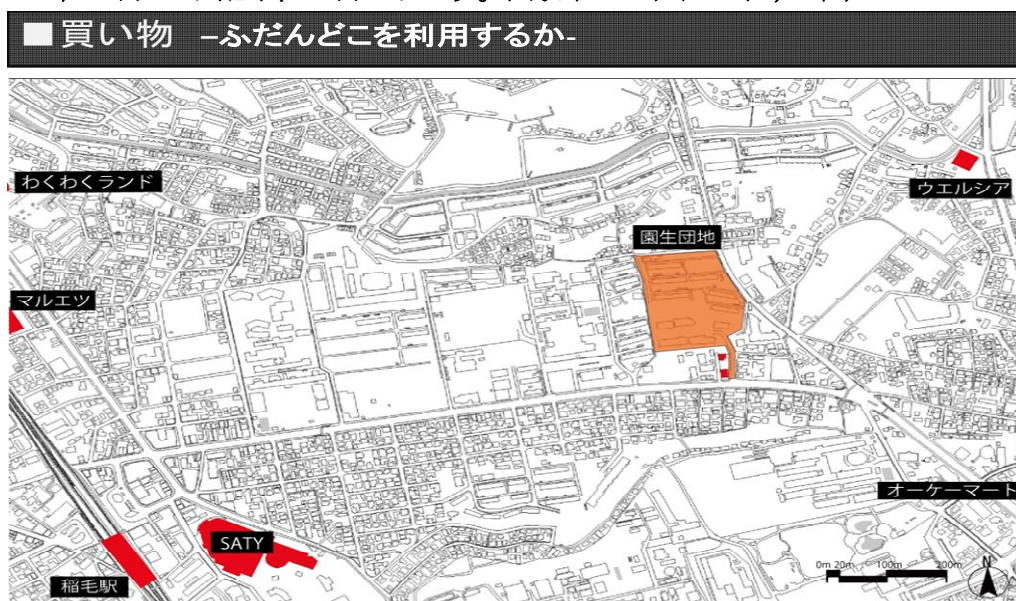 ■買い物 –ふだんどこを利用するか-
わくわくランド
ウエルシア
園生団地
マルエツ
オーケーマート
SATY
稲毛駅
0m 20m 100m 200m
N